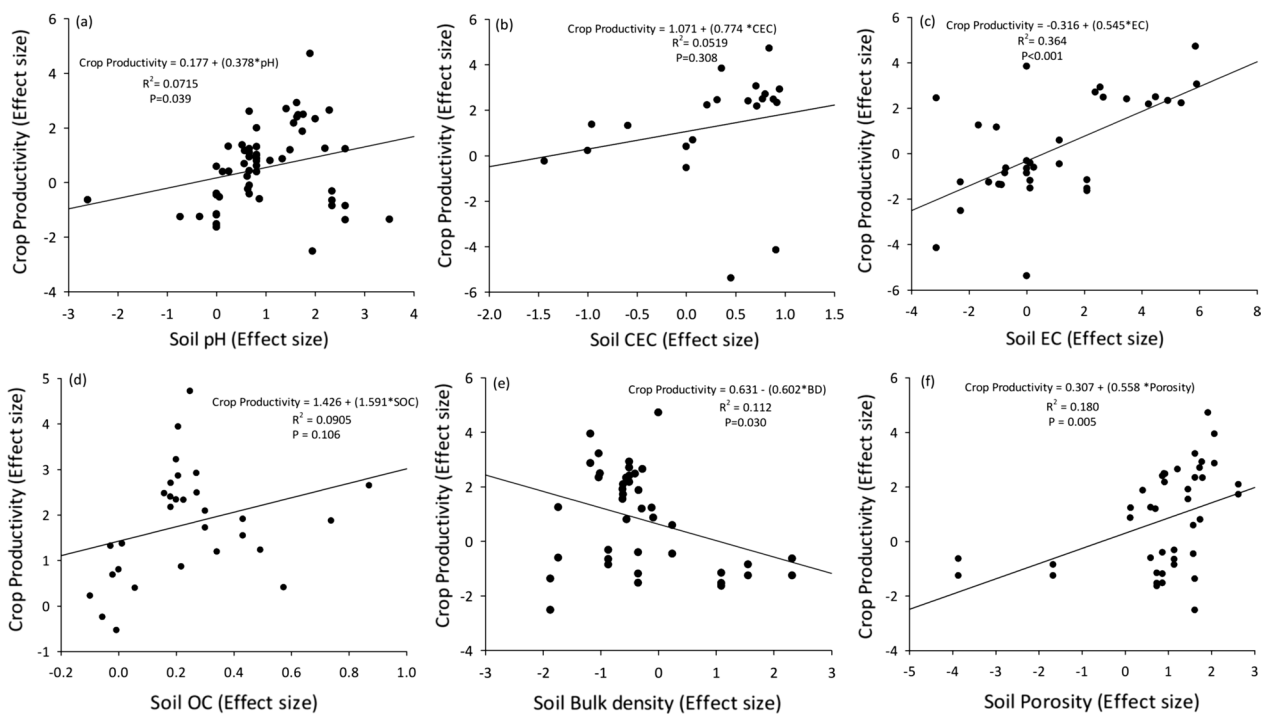 (a)
Crop Productivity = 0.177 + (0.378*pH)
R² = 0.0715
P=0.039
Crop Productivity (Effect size)
6
4
2
0
-2
-4
-3
-2
-1
0
1
2
3
4
Soil pH (Effect size)
(b)
Crop Productivity = 1.071 + (0.774 *CEC)
R² = 0.0519
P=0.308
Crop Productivity (Effect size)
6
4
2
0
-2
-4
-6
-2.0
-1.5
-1.0
-0.5
0.0
0.5
1.0
1.5
Soil CEC (Effect size)
(c)
Crop Productivity = -0.316 + (0.545*EC)
R² = 0.364
P<0.001
Crop Productivity (Effect size)
6
4
2
0
-2
-4
-6
-4
-2
0
2
4
6
8
Soil EC (Effect size)
(d)
Crop Productivity = 1.426 + (1.591*SOC)
R² = 0.0905
P = 0.106
Crop Productivity (Effect size)
5
4
3
2
1
0
-1
-0.2
0.0
0.2
0.4
0.6
0.8
1.0
Soil OC (Effect size)
(e)
Crop Productivity = 0.631 - (0.602*BD)
R² = 0.112
P=0.030
Crop Productivity (Effect size)
6
4
2
0
-2
-4
-3
-2
-1
0
1
2
3
Soil Bulk density (Effect size)
(f)
Crop Productivity = 0.307 + (0.558 *Porosity)
R² = 0.180
P = 0.005
Crop Productivity (Effect size)
6
4
2
0
-2
-4
-5
-4
-3
-2
-1
0
1
2
3
Soil Porosity (Effect size)